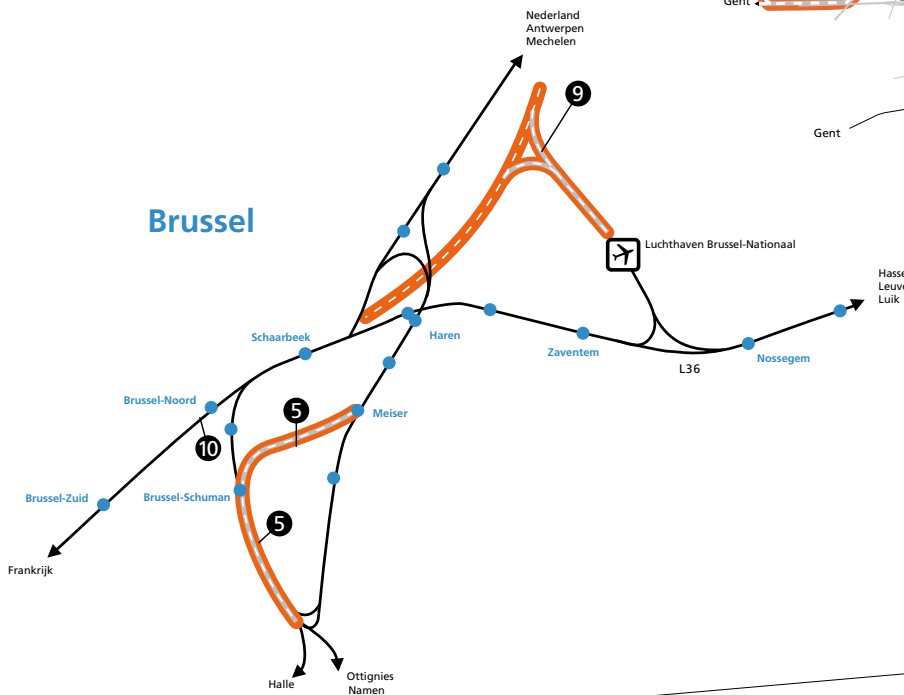 Gent
Nederland
Antwerpen
Mechelen
9
Gent
Brussel
Luchthaven Brussel-Nationaal
Hasse
Leuve
Luik
Schaarbeek
Haren
Zaventem
Nossegem
L36
Brussel-Noord
5
Meiser
10
Brussel-Zuid
Brussel-Schuman
5
Frankrijk
Halle
Ottignies
Namen